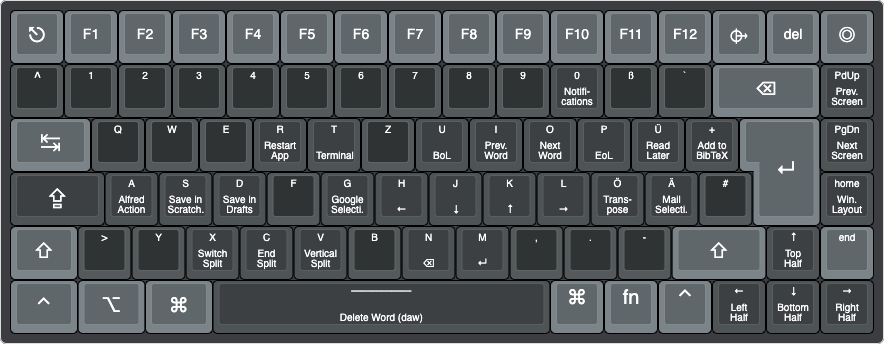 F1 F2 F3 F4 F5 F6 F7 F8 F9 F10 F11 F12 del
^ 1 2 3 4 5 6 7 8 9 0 ß ` PdUp
Notifi-
cations
Prev.
Screen
Q W E R T Z U I O P Ü + PgDn
Restart
App
Terminal
BoL
Prev.
Word
Next
Word
EoL
Read
Later
Add to
BibTeX
Next
Screen
A S D F G H J K L Ö Ä # home
Alfred
Action
Save in
Scratch.
Save in
Drafts
Google
Selecti.
←
↓
↑
→
Trans-
pose
Mail
Selecti.
Win.
Layout
> Y X C V B N M , . - ↑ end
Switch
Split
End
Split
Vertical
Split
⌫
↵
Top
Half
^ ⌥ ⌘ ⌘ fn ^ ← ↓ →
Delete Word (daw)
Left
Half
Bottom
Half
Right
Half